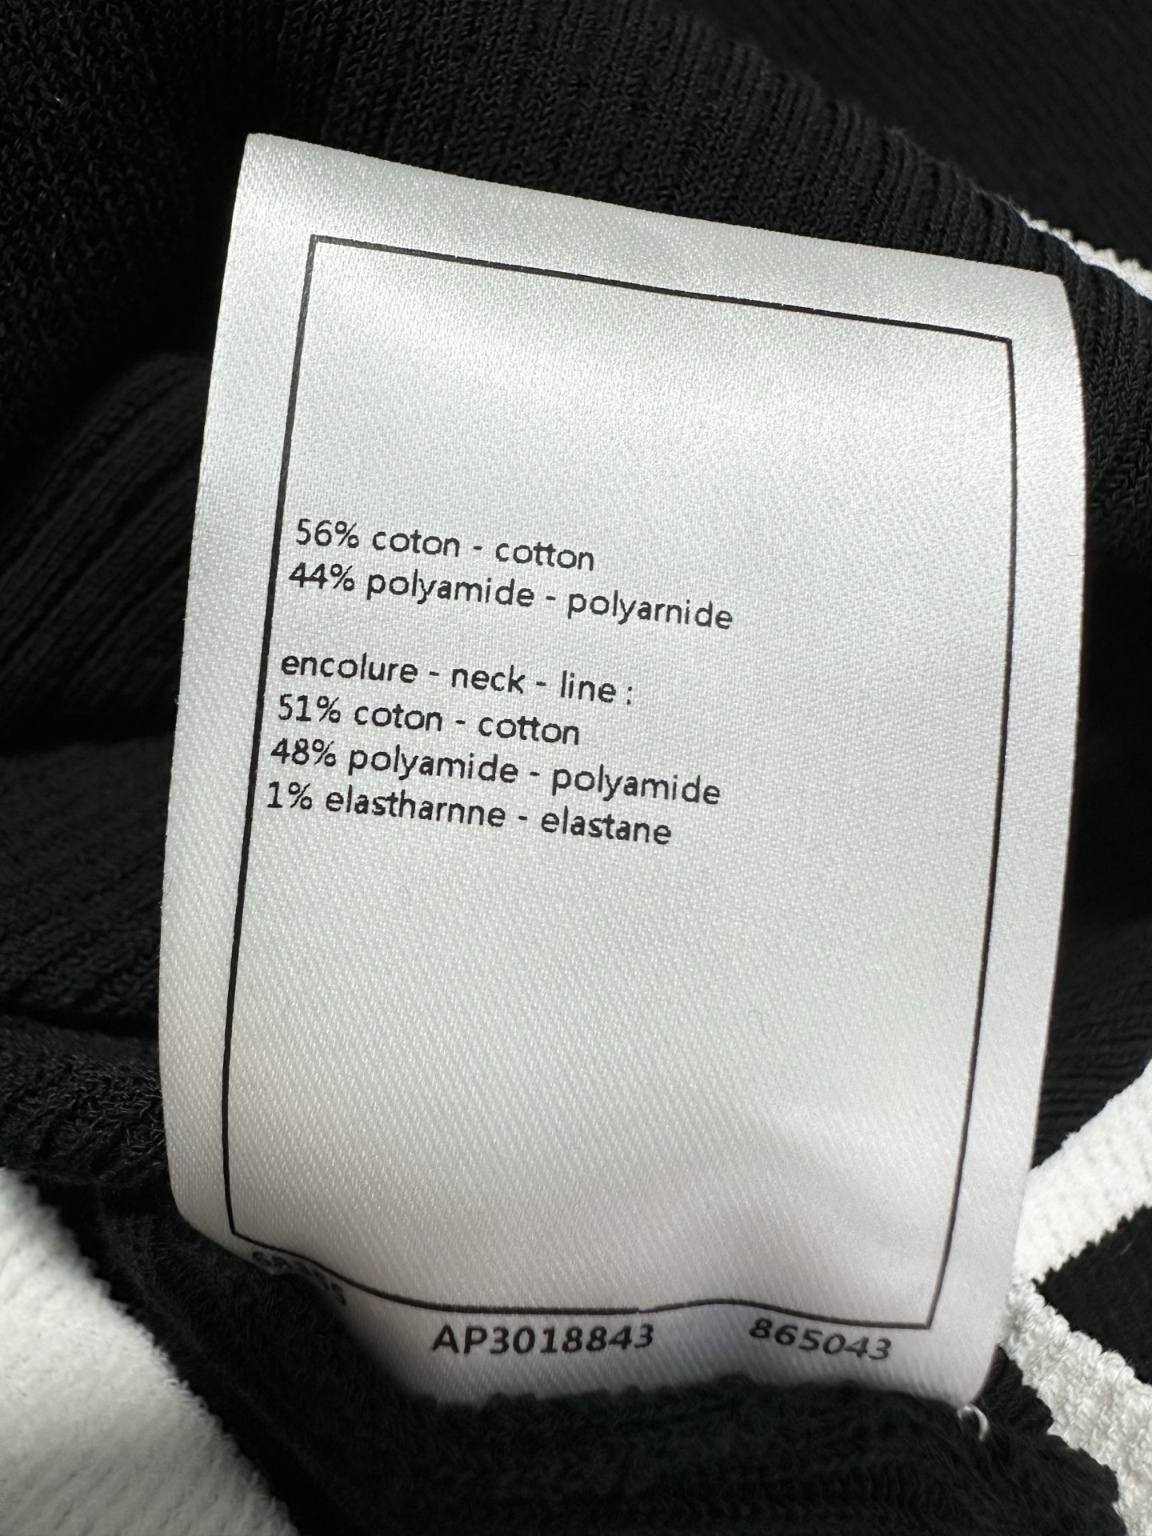 56% coton - cotton
44% polyamide - polyarnide
encolure - neck - line :
51% coton - cotton
48% polyamide - polyamide
1% elastharnne - elastane
AP3018843 865043